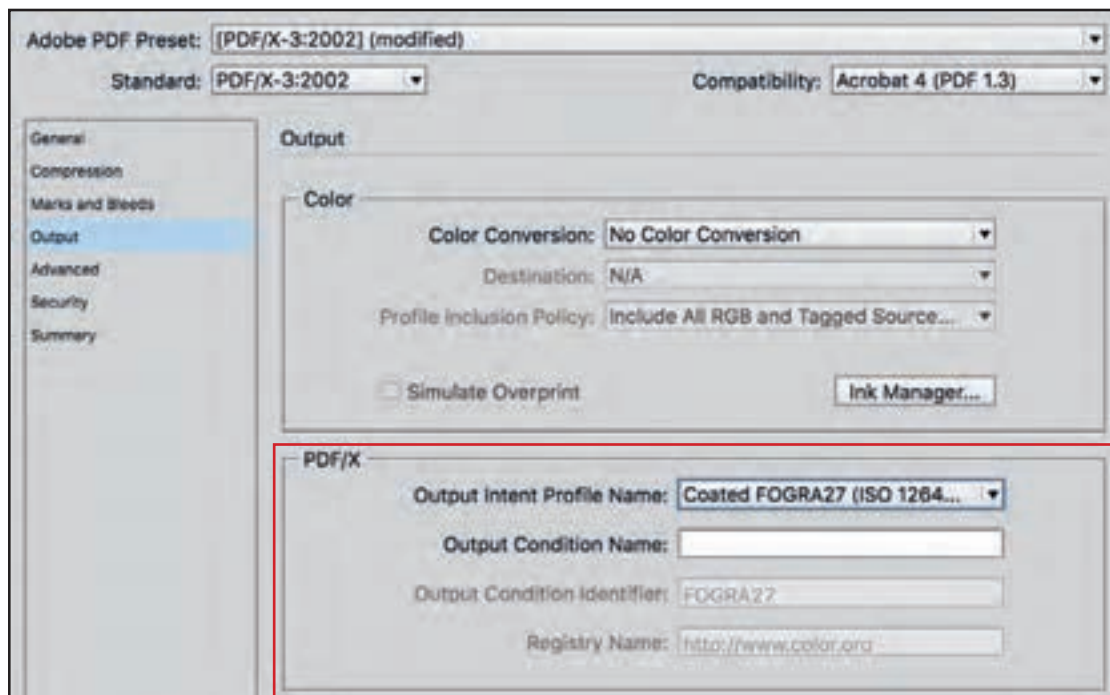 Adobe PDF Preset: [PDF/X-3:2002] (modified)
Standard: PDF/X-3:2002 Compatibility: Acrobat 4 (PDF 1.3)
General
Compression
Marks and Bleeds
Output
Advanced
Security
Summary
Output
Color
Color Conversion: No Color Conversion
Destination: N/A
Profile Inclusion Policy: Include All RGB and Tagged Source...
Simulate Overprint Ink Manager...
PDF/X
Output Intent Profile Name: Coated FOGRA27 (ISO 1264...
Output Condition Name:
Output Condition Identifier: FOGRA27
Registry Name: http://www.color.org